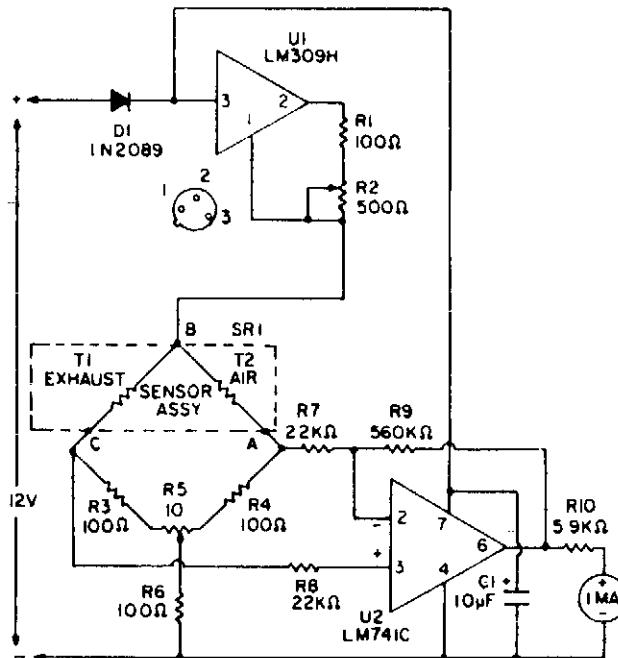 U1
LM309H
+
3
2
1
D1
1N2089
R1
100Ω
2
1
3
R2
500Ω
B
SR1
T1
EXHAUST
T2
AIR
SENSOR
ASSY
C
A
R7
22KΩ
R9
560KΩ
12V
R3
100Ω
R5
10
R4
100Ω
-
2
7
+
3
4
6
R10
5.9KΩ
R6
100Ω
R8
22KΩ
U2
LM741C
C1
+
10µF
+
1 MA
-
-